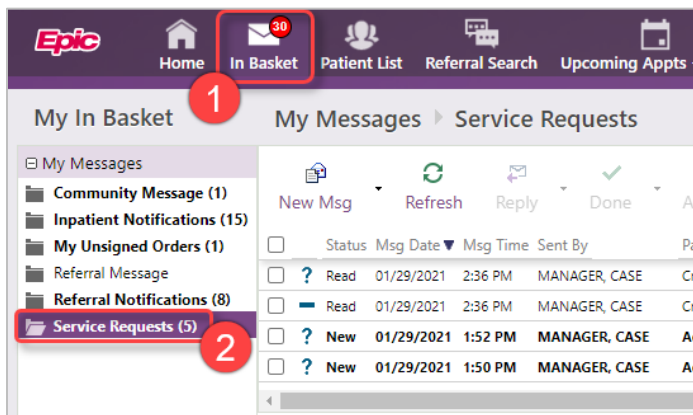 Epic
30
Home In Basket Patient List Referral Search Upcoming Appts
1
My In Basket My Messages Service Requests
My Messages
Community Message (1)
Inpatient Notifications (15)
My Unsigned Orders (1)
Referral Message
Referral Notifications (8)
Service Requests (5)
2
New Msg Refresh Reply Done A
Status Msg Date Msg Time Sent By Pa
? Read 01/29/2021 2:36 PM MANAGER, CASE Cr
Read 01/29/2021 2:36 PM MANAGER, CASE Cr
? New 01/29/2021 1:52 PM MANAGER, CASE A
? New 01/29/2021 1:50 PM MANAGER, CASE A